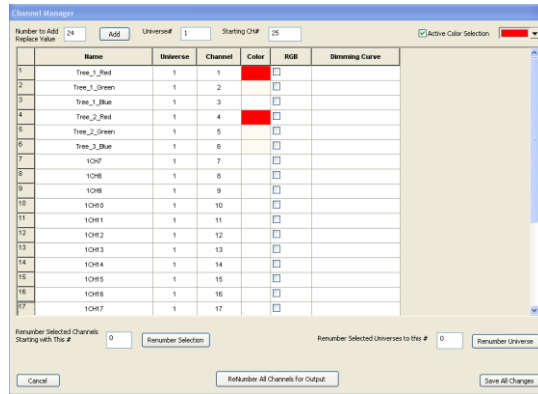 Channel Manager
Number to Add 24 Add Universe# 1 Starting CH# 25 Active Color Selection
Replace Value
Name Universe Channel Color RGB Dimming Curve
1 Tree_1_Red 1 1
2 Tree_1_Green 1 2
3 Tree_1_Blue 1 3
4 Tree_2_Red 1 4
5 Tree_2_Green 1 5
6 Tree_3_Blue 1 6
7 1CH7 1 7
8 1CH8 1 8
9 1CH9 1 9
10 1CH10 1 10
11 1CH11 1 11
12 1CH12 1 12
13 1CH13 1 13
14 1CH14 1 14
15 1CH15 1 15
16 1CH16 1 16
17 1CH17 1 17
Renumber Selected Channels
Starting with This # 0 Renumber Selection Renumber Selected Universes to this # 0 Renumber Universe
Cancel ReNumber All Channels for Output Save All Changes